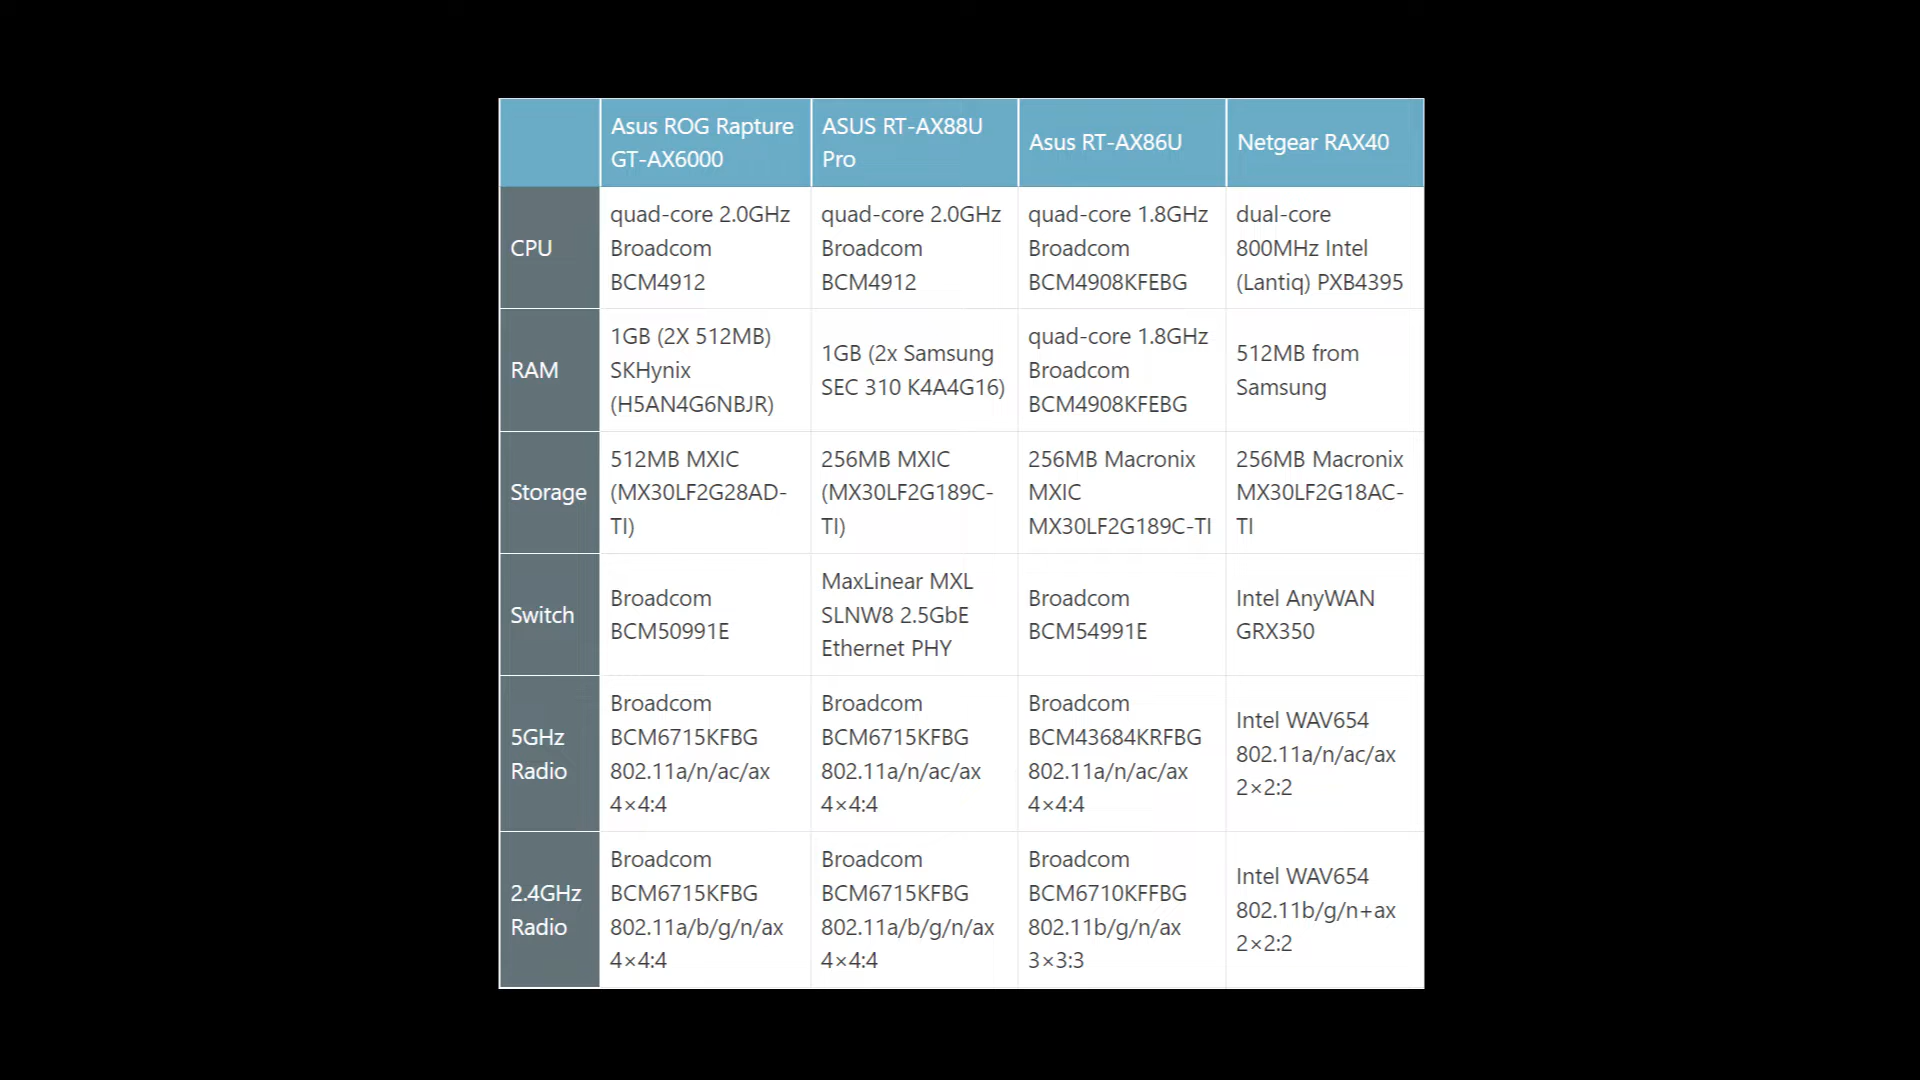 Asus ROG Rapture
GT-AX6000
ASUS RT-AX88U
Pro
Asus RT-AX86U
Netgear RAX40
CPU
quad-core 2.0GHz
Broadcom
BCM4912
quad-core 2.0GHz
Broadcom
BCM4912
quad-core 1.8GHz
Broadcom
BCM4908KFEBG
dual-core
800MHz Intel
(Lantiq) PXB4395
RAM
1GB (2X 512MB)
SKHynix
(H5AN4G6NBJR)
1GB (2x Samsung
SEC 310 K4A4G16)
quad-core 1.8GHz
Broadcom
BCM4908KFEBG
512MB from
Samsung
Storage
512MB MXIC
(MX30LF2G28AD-
TI)
256MB MXIC
(MX30LF2G189C-
TI)
256MB Macronix
MXIC
MX30LF2G189C-TI
256MB Macronix
MX30LF2G18AC-
TI
Switch
Broadcom
BCM50991E
MaxLinear MXL
SLNW8 2.5GbE
Ethernet PHY
Broadcom
BCM54991E
Intel AnyWAN
GRX350
5GHz
Radio
Broadcom
BCM6715KFBG
802.11a/n/ac/ax
4×4:4
Broadcom
BCM6715KFBG
802.11a/n/ac/ax
4×4:4
Broadcom
BCM43684KRFBG
802.11a/n/ac/ax
4×4:4
Intel WAV654
802.11a/n/ac/ax
2×2:2
2.4GHz
Radio
Broadcom
BCM6715KFBG
802.11a/b/g/n/ax
4×4:4
Broadcom
BCM6715KFBG
802.11a/b/g/n/ax
4×4:4
Broadcom
BCM6710KFFBG
802.11b/g/n/ax
3×3:3
Intel WAV654
802.11b/g/n+ax
2×2:2